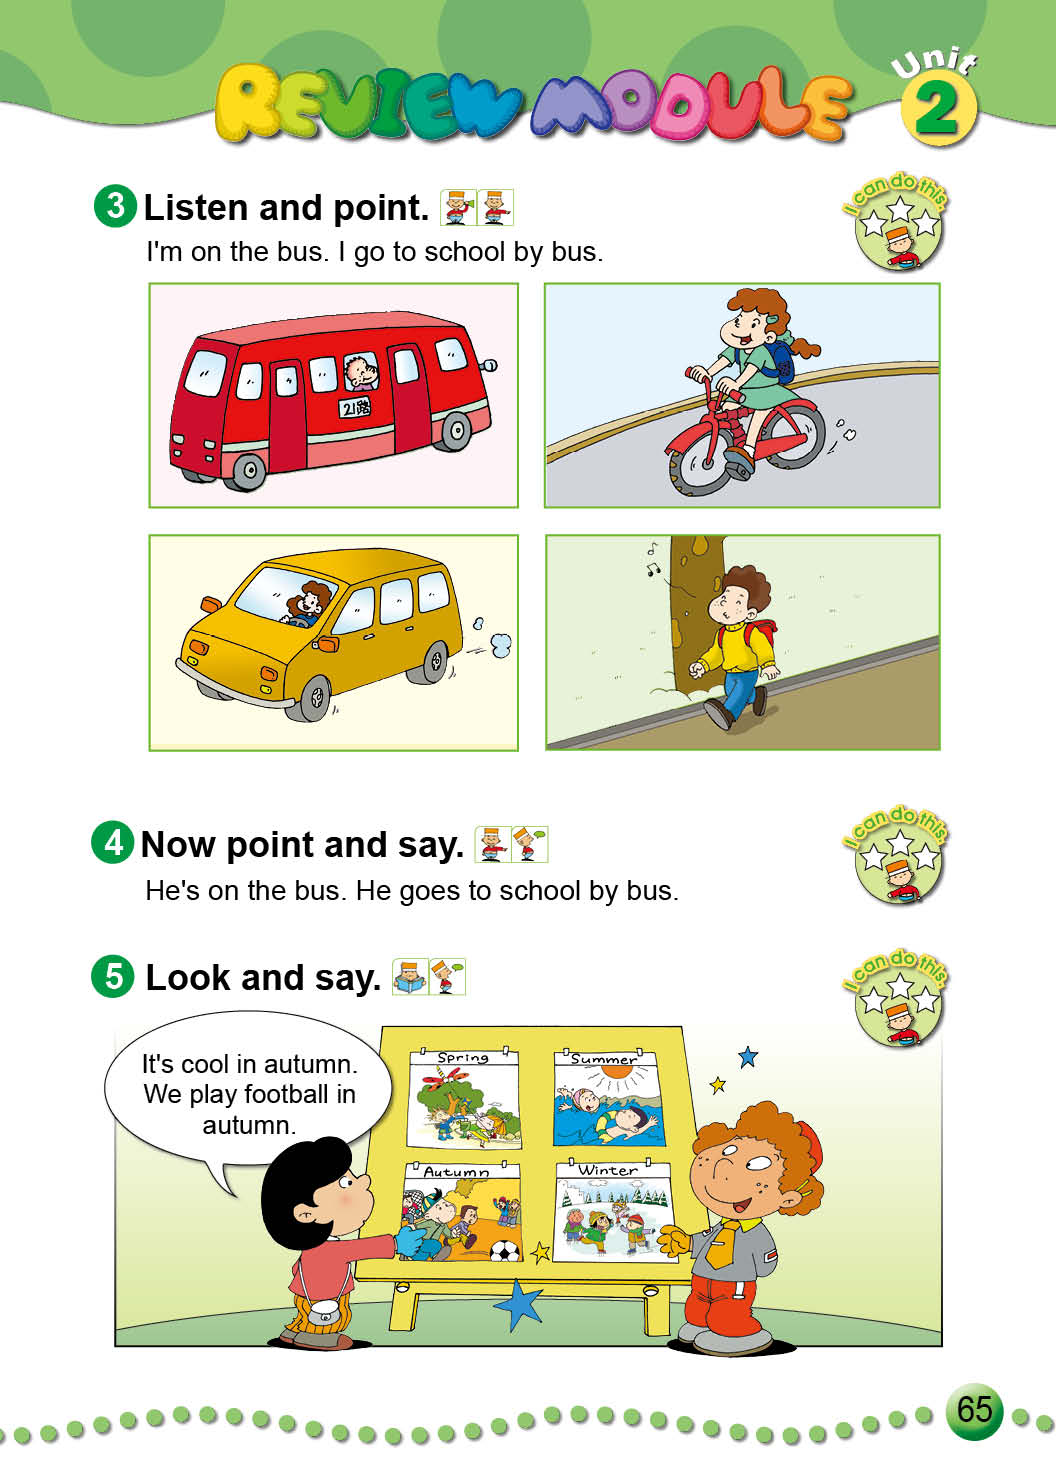 REVIEW MODULE
Unit
2
3 Listen and point.
I can do this.
I'm on the bus. I go to school by bus.
21路
4 Now point and say.
I can do this.
He's on the bus. He goes to school by bus.
5 Look and say.
I can do this.
It's cool in autumn.
We play football in
autumn.
Spring
Summer
Autumn
Winter
65